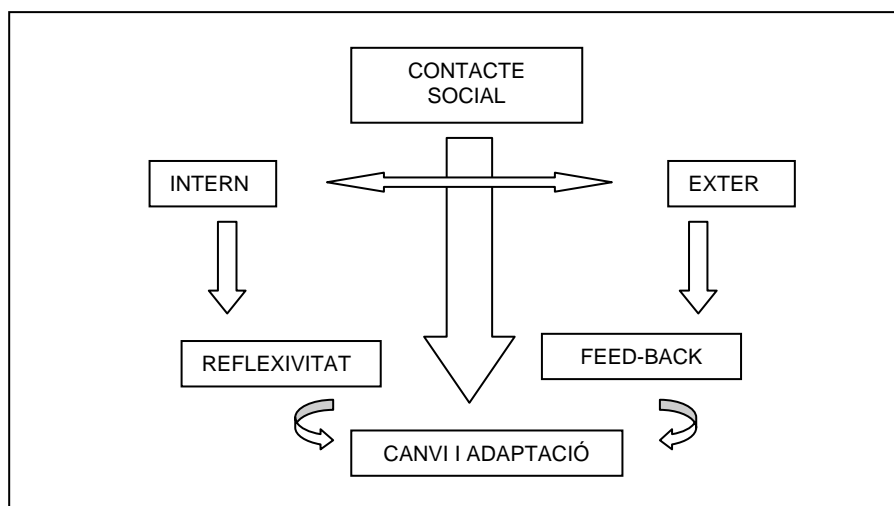 CONTACTE
SOCIAL
INTERN
EXTER
REFLEXIVITAT
FEED-BACK
CANVI I ADAPTACIÓ